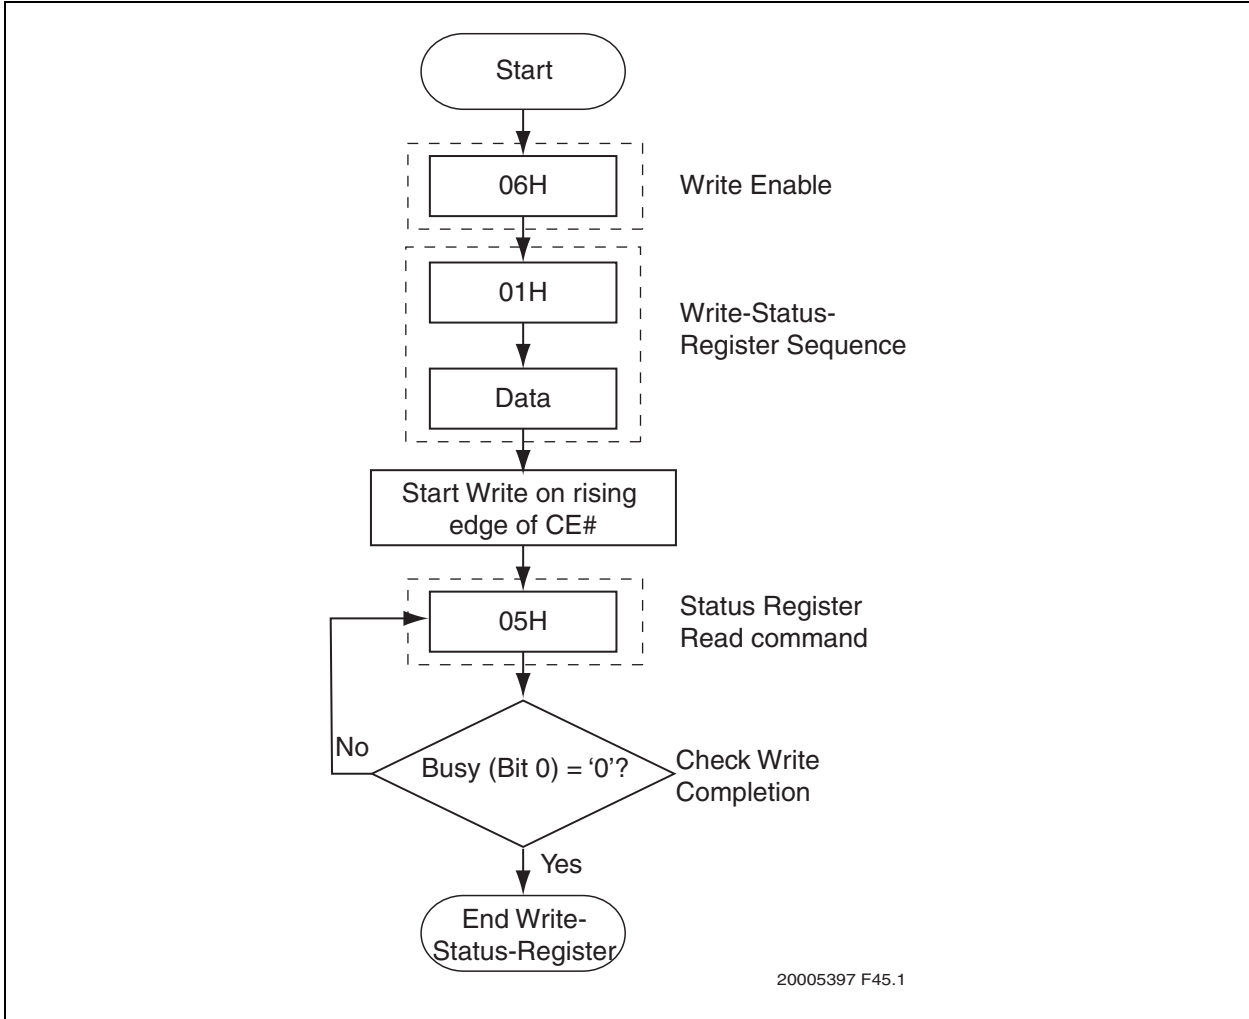 Start
06H
Write Enable
01H
Write-Status-
Register Sequence
Data
Start Write on rising
edge of CE#
05H
Status Register
Read command
No
Busy (Bit 0) = ‘0’?
Check Write
Completion
Yes
End Write-
Status-Register
20005397 F45.1